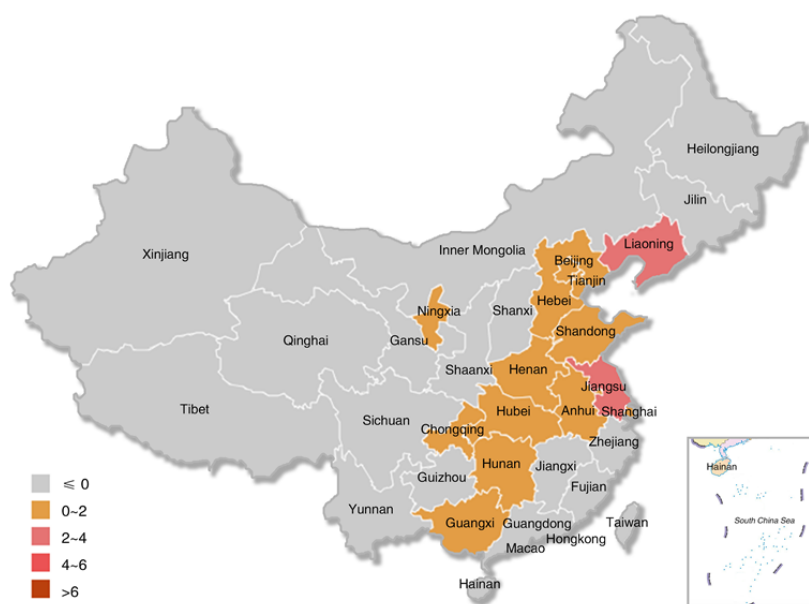 Heilongjiang
Jilin
Liaoning
Inner Mongolia
Xinjiang
Beijing
Tianjin
Hebei
Ningxia
Shanxi
Shandong
Gansu
Qinghai
Shaanxi
Henan
Jiangsu
Tibet
Sichuan
Hubei
Anhui
Shanghai
Chongqing
Zhejiang
Hunan
Jiangxi
Guizhou
Fujian
Yunnan
Guangxi
Guangdong
Taiwan
Hongkong
Macao
Hainan
≤ 0
0~2
2~4
4~6
>6
Hainan
South China Sea